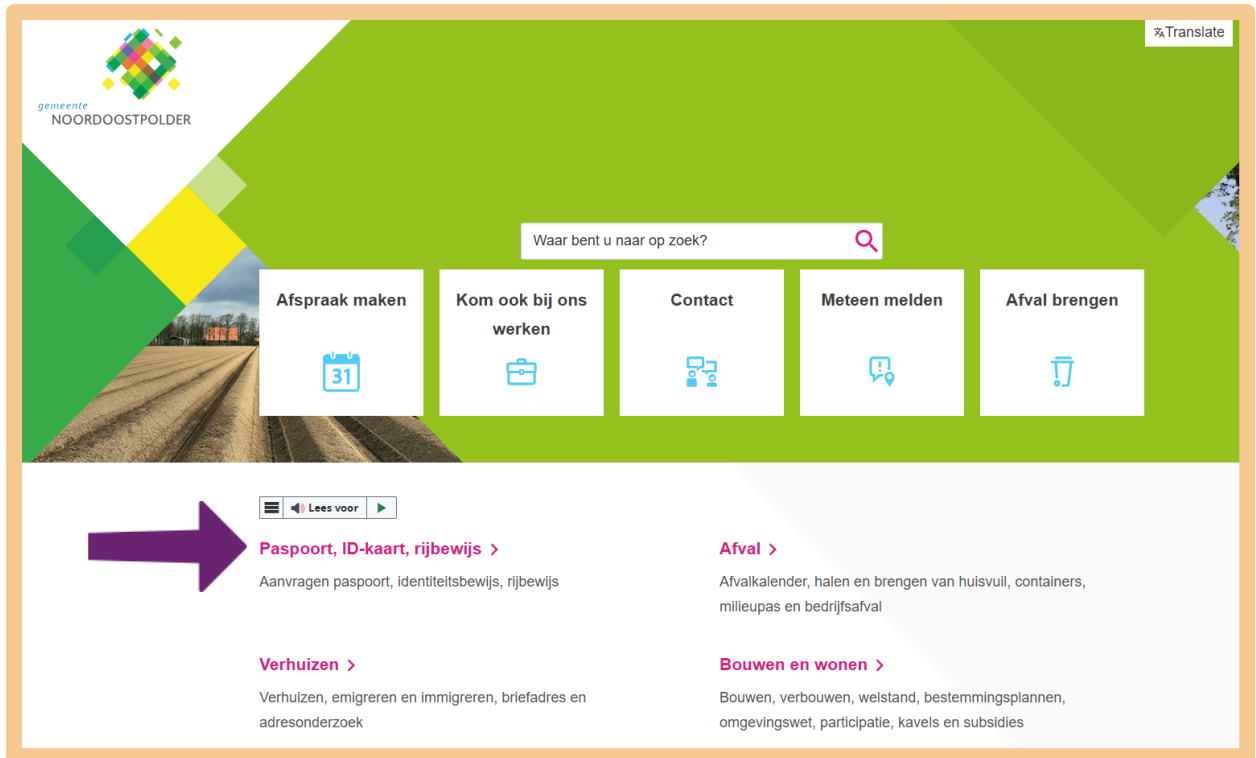 Translate
gemeente
NOORDOOSTPOLDER
Waar bent u naar op zoek?
Afspraak maken
31
Kom ook bij ons
werken
Contact
Meteen melden
Afval brengen
Lees voor
Paspoort, ID-kaart, rijbewijs
Aanvragen paspoort, identiteitsbewijs, rijbewijs
Afval
Afvalkalender, halen en brengen van huisvuil, containers,
milieupas en bedrijfsafval
Verhuizen
Verhuizen, emigreren en immigreren, briefadres en
adresonderzoek
Bouwen en wonen
Bouwen, verbouwen, welstand, bestemmingsplannen,
omgevingswet, participatie, kavels en subsidies